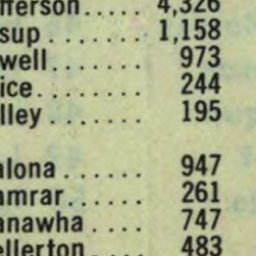 fferson..... 4,326
sup........ 1,158
well....... 973
ice........ 244
lley....... 195
alona...... 947
amrar...... 261
anawha.... 747
ellerton.... 483